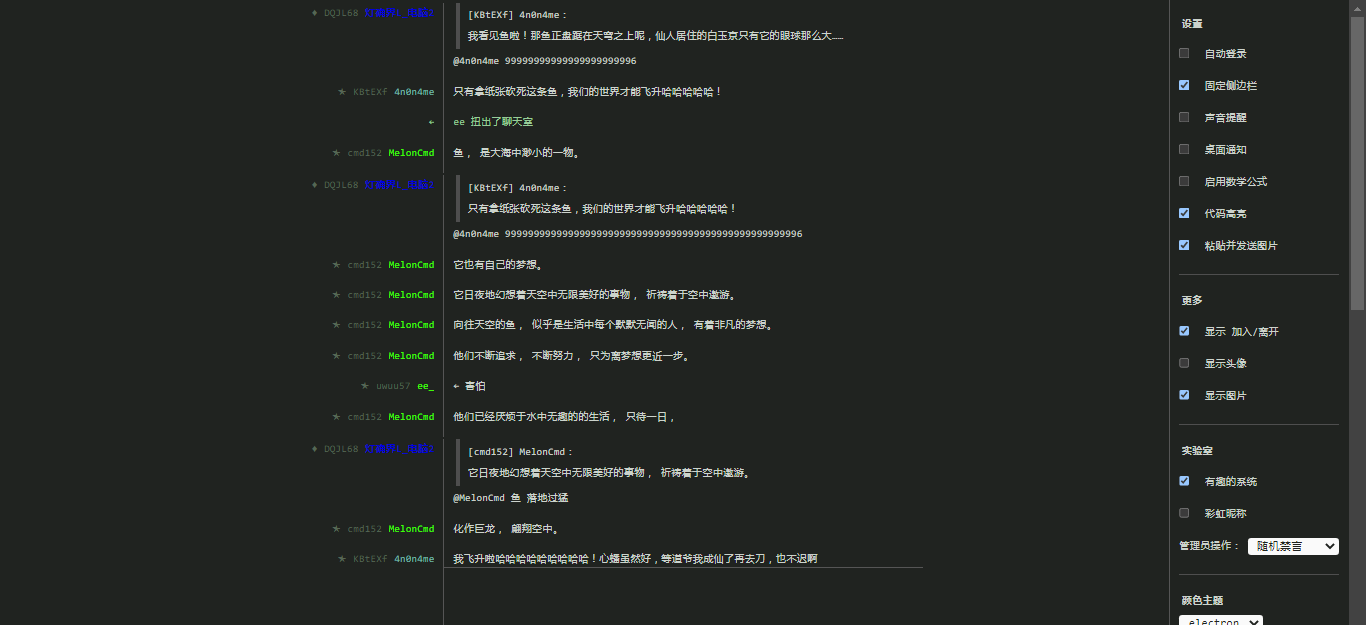 ♦ DQJL68
[KBtEXf] 4n0n4me：
我看见鱼啦！那鱼正盘踞在天穹之上呢，仙人居住的白玉京只有它的眼球那么大……
@4n0n4me 99999999999999999999996
★ KBtEXf 4n0n4me 只有拿纸张砍死这条鱼，我们的世界才能飞升哈哈哈哈哈！
← ee 扭出了聊天室
★ cmd152 MelonCmd 鱼， 是大海中渺小的一物。
♦ DQJL68
[KBtEXf] 4n0n4me：
只有拿纸张砍死这条鱼，我们的世界才能飞升哈哈哈哈哈！
@4n0n4me
★ cmd152 MelonCmd 它也有自己的梦想。
★ cmd152 MelonCmd 它日夜地幻想着天空中无限美好的事物， 祈祷着于空中遨游。
★ cmd152 MelonCmd 向往天空的鱼， 似乎是生活中每个默默无闻的人， 有着非凡的梦想。
★ cmd152 MelonCmd 他们不断追求， 不断努力， 只为离梦想更近一步。
★ uwuu57 ee_ ← 害怕
★ cmd152 MelonCmd 他们已经厌烦于水中无趣的的生活， 只待一日，
♦ DQJL68
[cmd152] MelonCmd：
它日夜地幻想着天空中无限美好的事物， 祈祷着于空中遨游。
@MelonCmd 鱼 落地过猛
★ cmd152 MelonCmd 化作巨龙， 翩翔空中。
★ KBtEXf 4n0n4me 我飞升啦哈哈哈哈哈哈哈哈哈！心蟠虽然好，等道爷我成仙了再去刀，也不迟啊
设置
自动登录
固定侧边栏
声音提醒
桌面通知
启用数学公式
代码高亮
粘贴并发送图片
更多
显示 加入/离开
显示头像
显示图片
实验室
有趣的系统
彩虹昵称
管理员操作： 随机禁言
颜色主题
electron